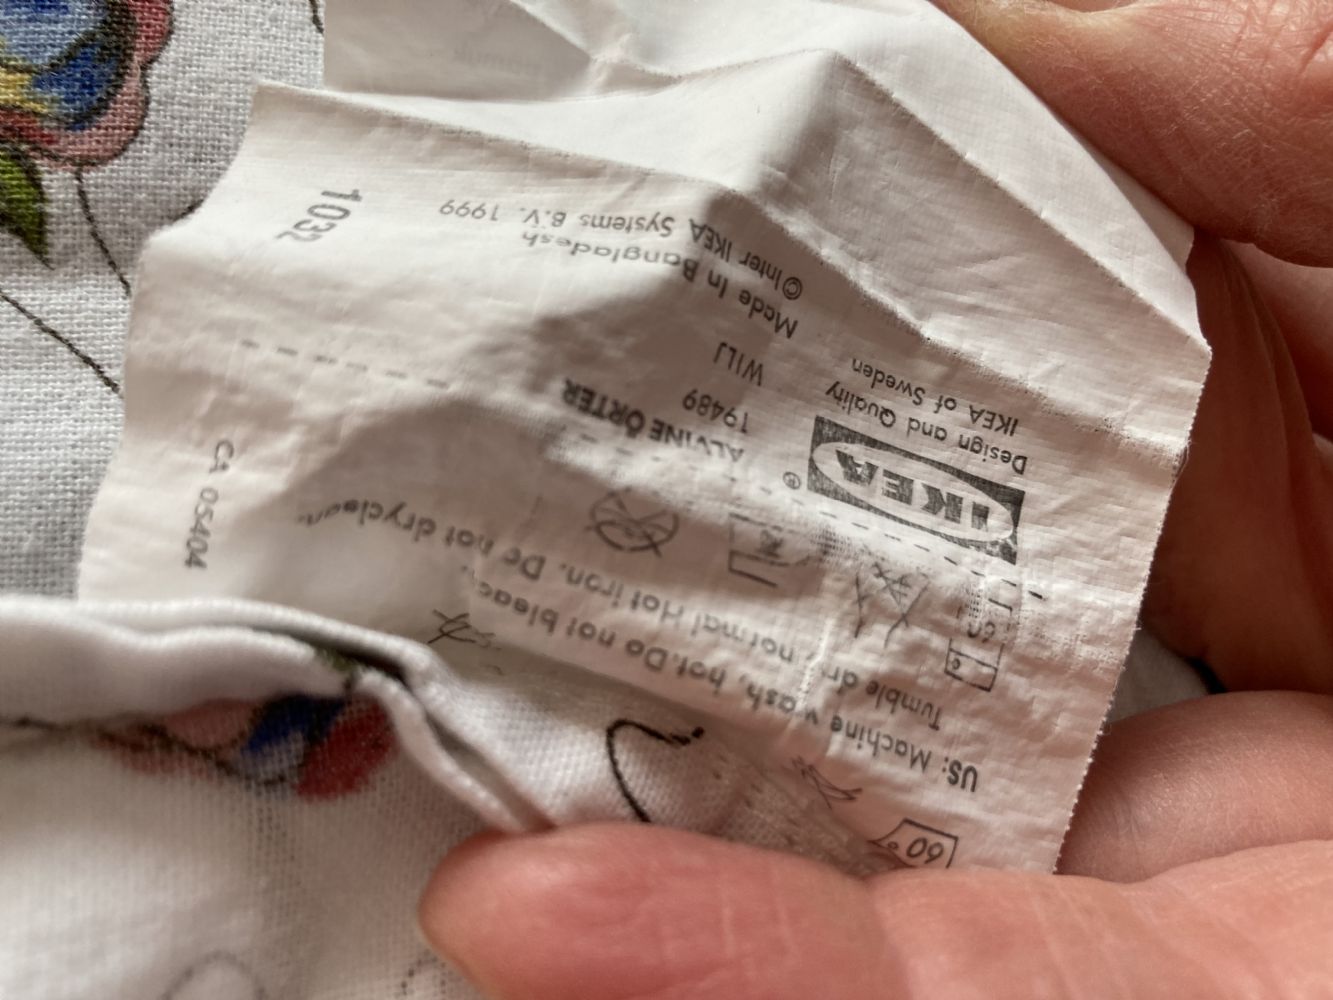 IKEA®
Design and Quality
IKEA of Sweden
ALVINE ÖRTER
19489
WILJ
Made In Bangladesh
©Inter IKEA Systems B.V. 1999
1032
CA 05404
60°
US: Machine wash, hot. Do not bleach,
Tumble dry normal Hot iron. Do not dryclean.